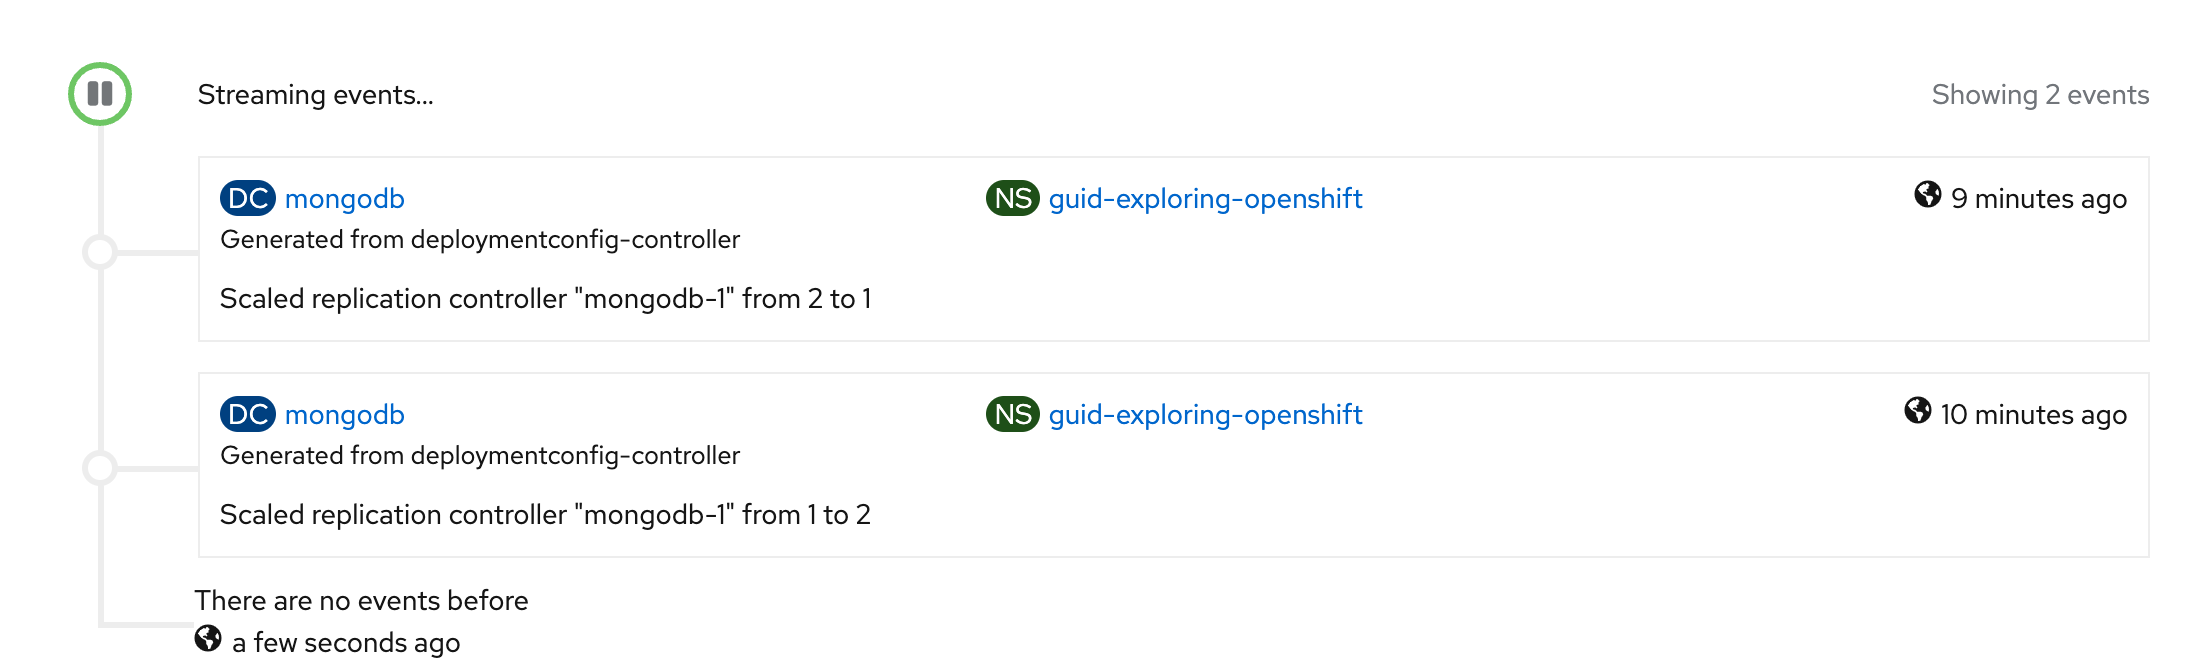 Streaming events...
Showing 2 events
DC mongodb
NS guid-exploring-openshift
9 minutes ago
Generated from deploymentconfig-controller
Scaled replication controller "mongodb-1" from 2 to 1
DC mongodb
NS guid-exploring-openshift
10 minutes ago
Generated from deploymentconfig-controller
Scaled replication controller "mongodb-1" from 1 to 2
There are no events before
a few seconds ago